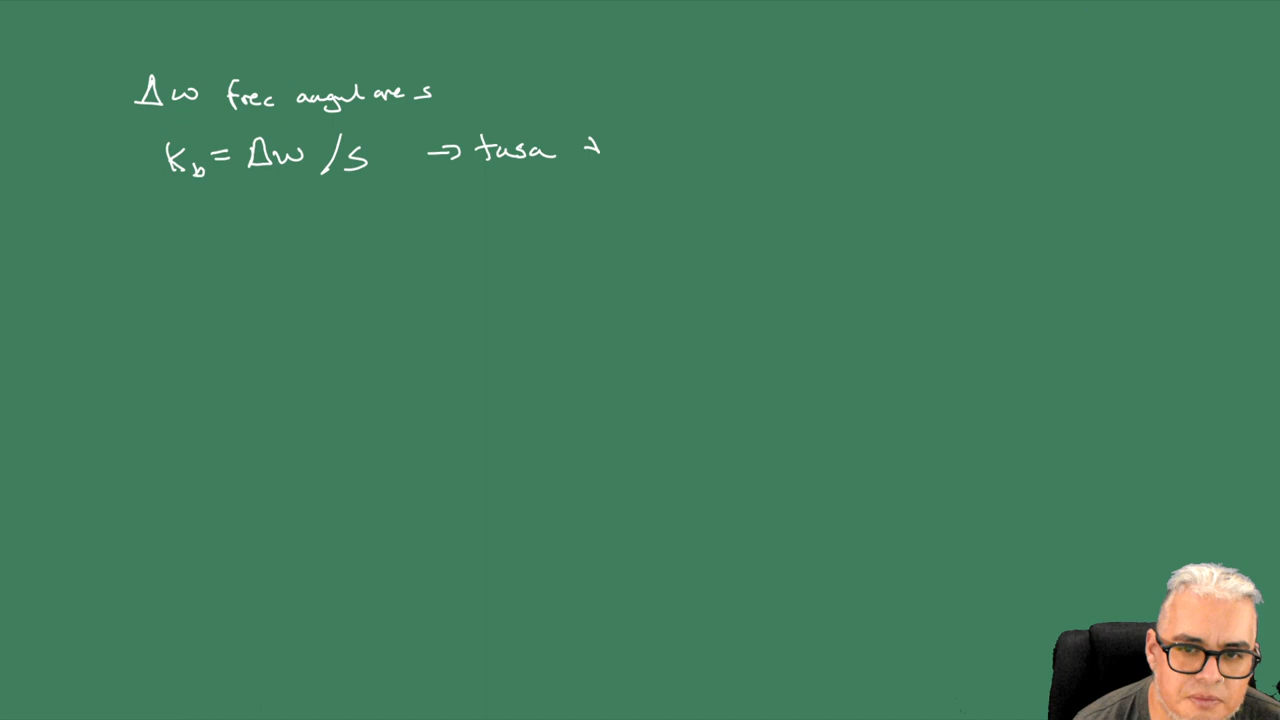 Δω frec angulares
K_b = Δω / s → tasa